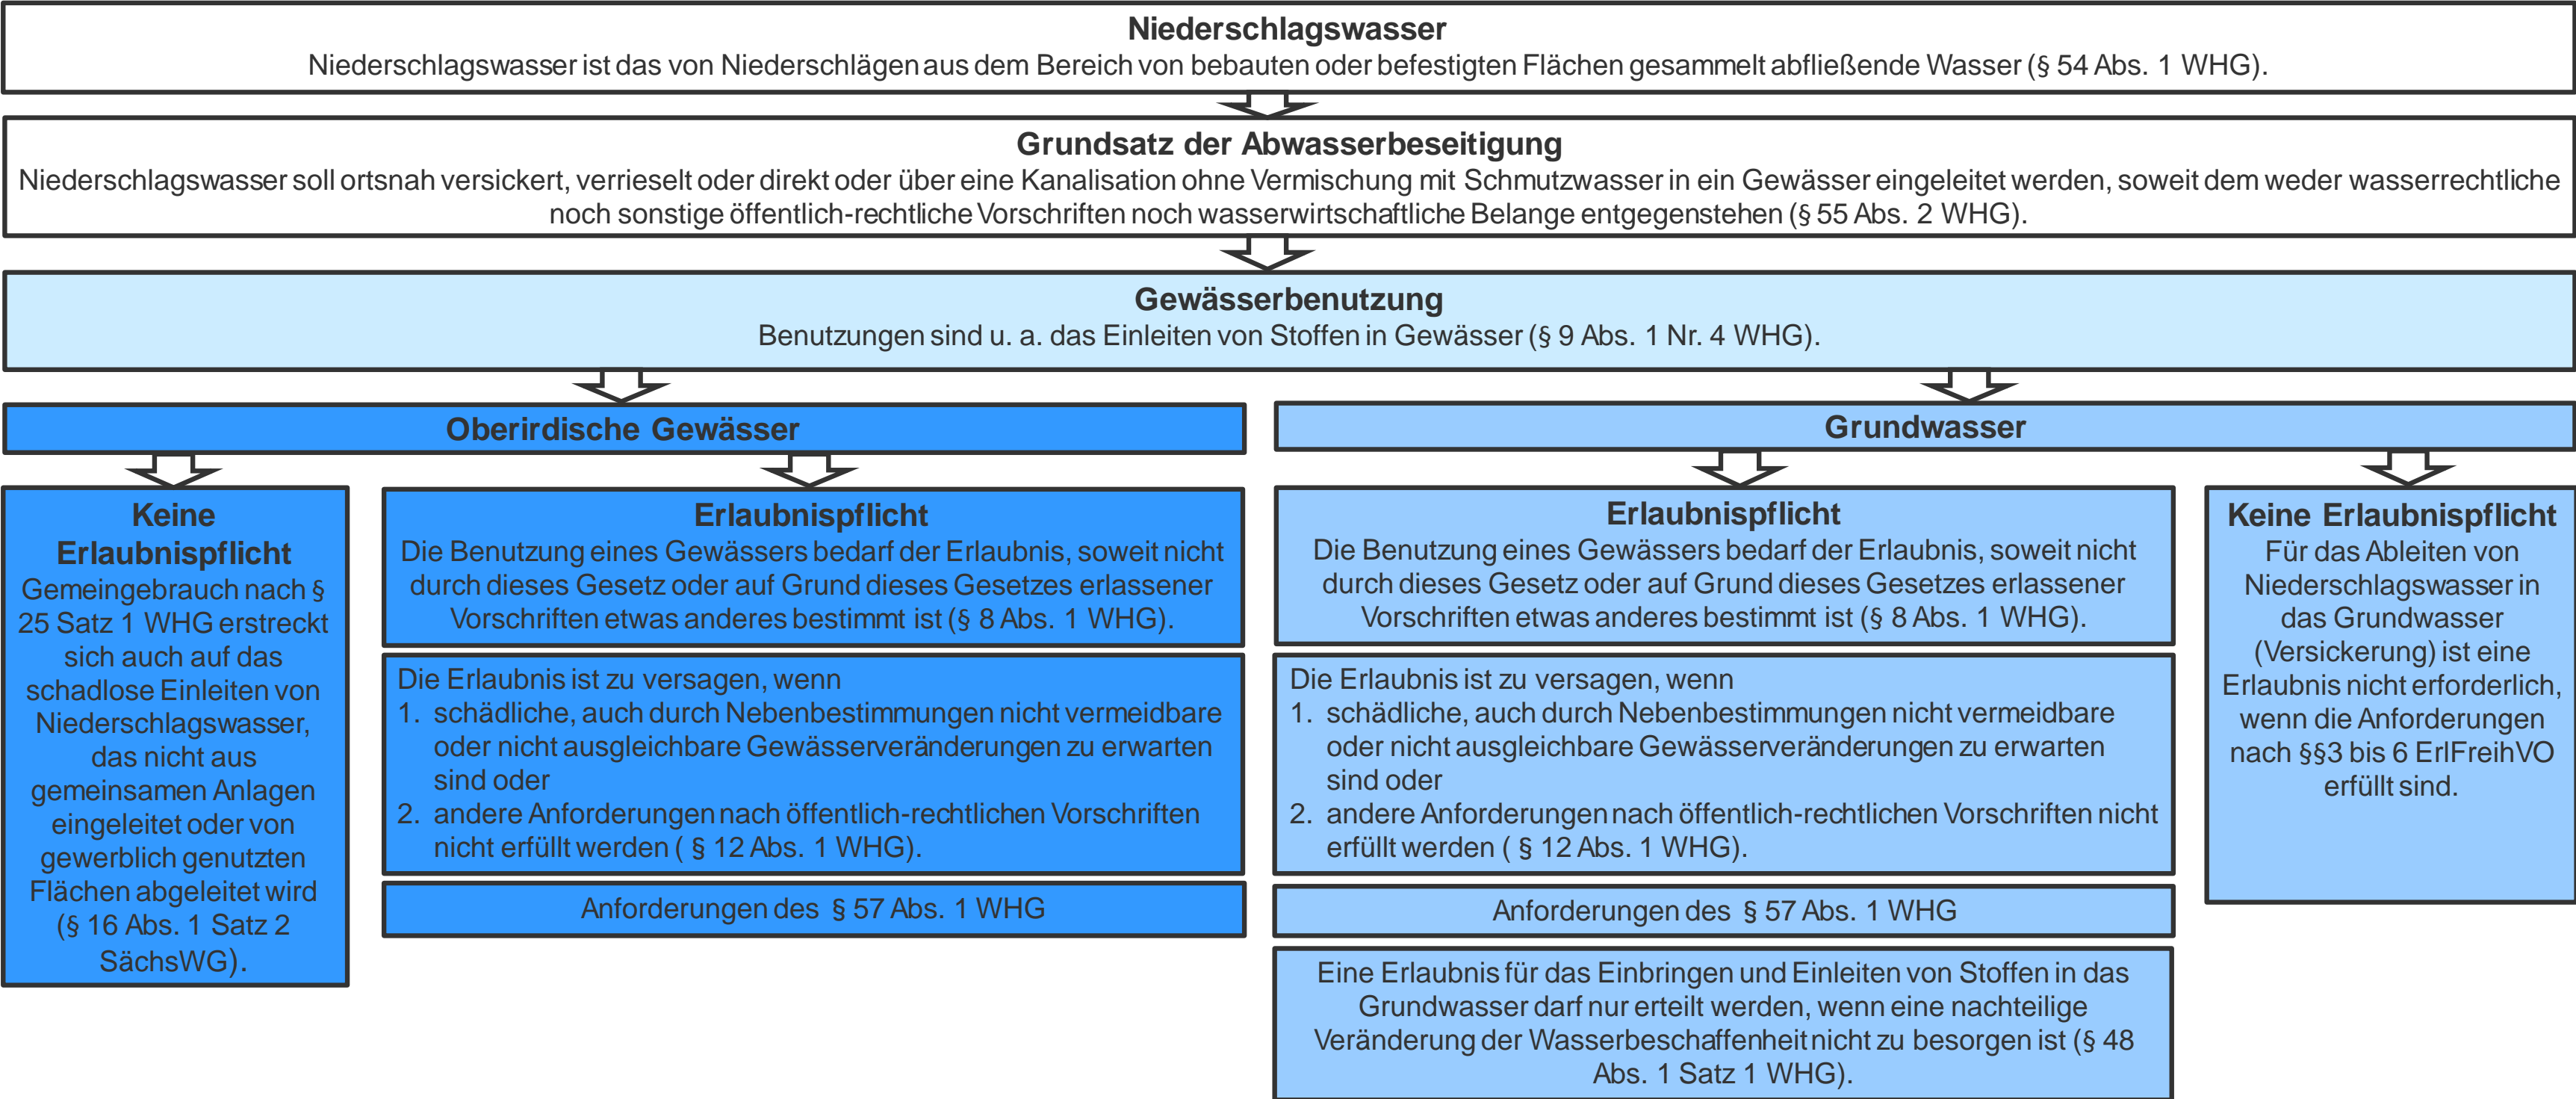 Niederschlagswasser
Niederschlagswasser ist das von Niederschlägen aus dem Bereich von bebauten oder befestigten Flächen gesammelt abfließende Wasser (§ 54 Abs. 1 WHG).
Grundsatz der Abwasserbeseitigung
Niederschlagswasser soll ortsnah versickert, verrieselt oder direkt oder über eine Kanalisation ohne Vermischung mit Schmutzwasser in ein Gewässer eingeleitet werden, soweit dem weder wasserrechtliche
noch sonstige öffentlich-rechtliche Vorschriften noch wasserwirtschaftliche Belange entgegenstehen (§ 55 Abs. 2 WHG).
Gewässerbenutzung
Benutzungen sind u. a. das Einleiten von Stoffen in Gewässer (§ 9 Abs. 1 Nr. 4 WHG).
Oberirdische Gewässer
Keine
Erlaubnispflicht
Gemeingebrauch nach §
25 Satz 1 WHG erstreckt
sich auch auf das
schadlose Einleiten von
Niederschlagswasser,
das nicht aus
gemeinsamen Anlagen
eingeleitet oder von
gewerblich genutzten
Flächen abgeleitet wird
(§ 16 Abs. 1 Satz 2
SächsWG).
Erlaubnispflicht
Die Benutzung eines Gewässers bedarf der Erlaubnis, soweit nicht
durch dieses Gesetz oder auf Grund dieses Gesetzes erlassener
Vorschriften etwas anderes bestimmt ist (§ 8 Abs. 1 WHG).
Die Erlaubnis ist zu versagen, wenn
1. schädliche, auch durch Nebenbestimmungen nicht vermeidbare
oder nicht ausgleichbare Gewässerveränderungen zu erwarten
sind oder
2. andere Anforderungen nach öffentlich-rechtlichen Vorschriften
nicht erfüllt werden ( § 12 Abs. 1 WHG).
Anforderungen des § 57 Abs. 1 WHG
Grundwasser
Erlaubnispflicht
Die Benutzung eines Gewässers bedarf der Erlaubnis, soweit nicht
durch dieses Gesetz oder auf Grund dieses Gesetzes erlassener
Vorschriften etwas anderes bestimmt ist (§ 8 Abs. 1 WHG).
Die Erlaubnis ist zu versagen, wenn
1. schädliche, auch durch Nebenbestimmungen nicht vermeidbare
oder nicht ausgleichbare Gewässerveränderungen zu erwarten
sind oder
2. andere Anforderungen nach öffentlich-rechtlichen Vorschriften nicht
erfüllt werden ( § 12 Abs. 1 WHG).
Anforderungen des § 57 Abs. 1 WHG
Eine Erlaubnis für das Einbringen und Einleiten von Stoffen in das
Grundwasser darf nur erteilt werden, wenn eine nachteilige
Veränderung der Wasserbeschaffenheit nicht zu besorgen ist (§ 48
Abs. 1 Satz 1 WHG).
Keine Erlaubnispflicht
Für das Ableiten von
Niederschlagswasser in
das Grundwasser
(Versickerung) ist eine
Erlaubnis nicht erforderlich,
wenn die Anforderungen
nach §§3 bis 6 ErlFreihVO
erfüllt sind.